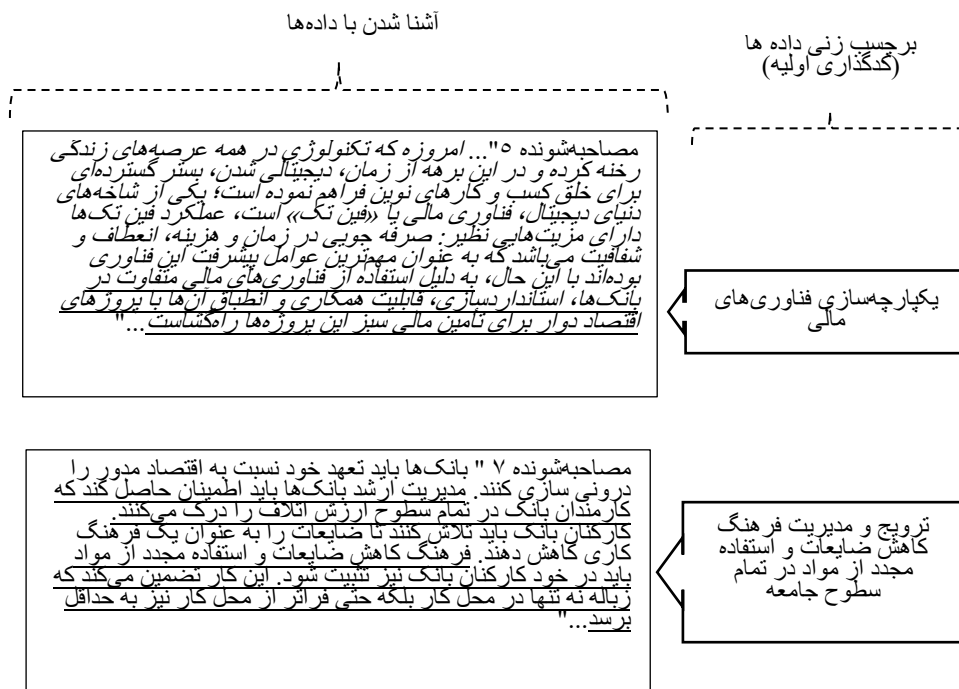 آشنا شدن با داده‌ها
برچسب زنی داده ها
(کدگذاری اولیه)
مصاحبه‌شونده ۵"... امروزه که تکنولوژی در همه عرصه‌های زندگی
رخنه کرده و در این برهه از زمان، دیجیتالی شدن، بستر گسترده‌ای
برای خلق کسب و کارهای نوین فراهم نموده است؛ یکی از شاخه‌های
دنیای دیجیتال، فناوری مالی یا «فین تک» است، عملکرد فین تک‌ها
دارای مزیت‌هایی نظیر: صرفه جویی در زمان و هزینه، انعطاف و
شفافیت می‌باشد که به عنوان مهم‌ترین عوامل پیشرفت این فناوری
بوده‌اند با این حال، به دلیل استفاده از فناوری‌های مالی متفاوت در
بانک‌ها، استانداردسازی، قابلیت همکاری و انطباق آن‌ها با پروژهای
اقتصاد دوار برای تأمین مالی سبز این پروژه‌ها راه‌گشاست..."
یکپارچه‌سازی فناوری‌های
مالی
مصاحبه‌شونده ۷ " بانک‌ها باید تعهد خود نسبت به اقتصاد مدور را
درونی سازی کنند. مدیریت ارشد بانک‌ها باید اطمینان حاصل کند که
کارمندان بانک در تمام سطوح ارزش اتلاف را درک می‌کنند.
کارکنان بانک باید تلاش کنند تا ضایعات را به عنوان یک فرهنگ
کاری کاهش دهند. فرهنگ کاهش ضایعات و استفاده مجدد از مواد
باید در خود کارکنان بانک نیز تثبیت شود. این کار تضمین می‌کند که
زباله نه تنها در محل کار بلکه حتی فراتر از محل کار نیز به حداقل
برسد..."
ترویج و مدیریت فرهنگ
کاهش ضایعات و استفاده
مجدد از مواد در تمام
سطوح جامعه